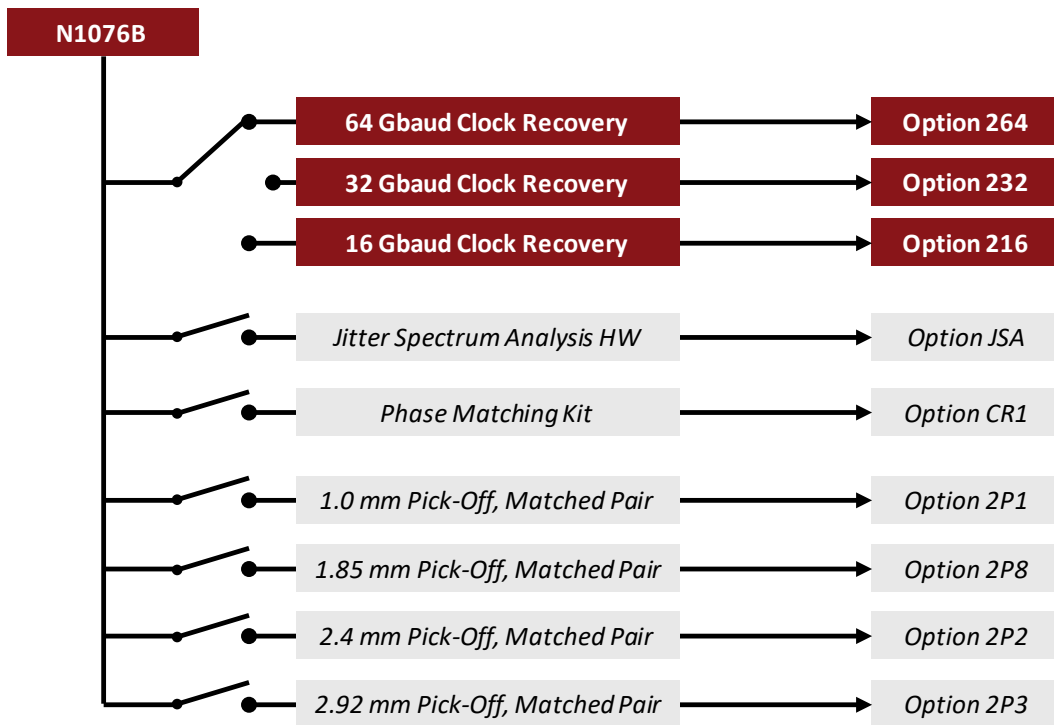 N1076B
64 Gbaud Clock Recovery
Option 264
32 Gbaud Clock Recovery
Option 232
16 Gbaud Clock Recovery
Option 216
Jitter Spectrum Analysis HW
Option JSA
Phase Matching Kit
Option CR1
1.0 mm Pick-Off, Matched Pair
Option 2P1
1.85 mm Pick-Off, Matched Pair
Option 2P8
2.4 mm Pick-Off, Matched Pair
Option 2P2
2.92 mm Pick-Off, Matched Pair
Option 2P3